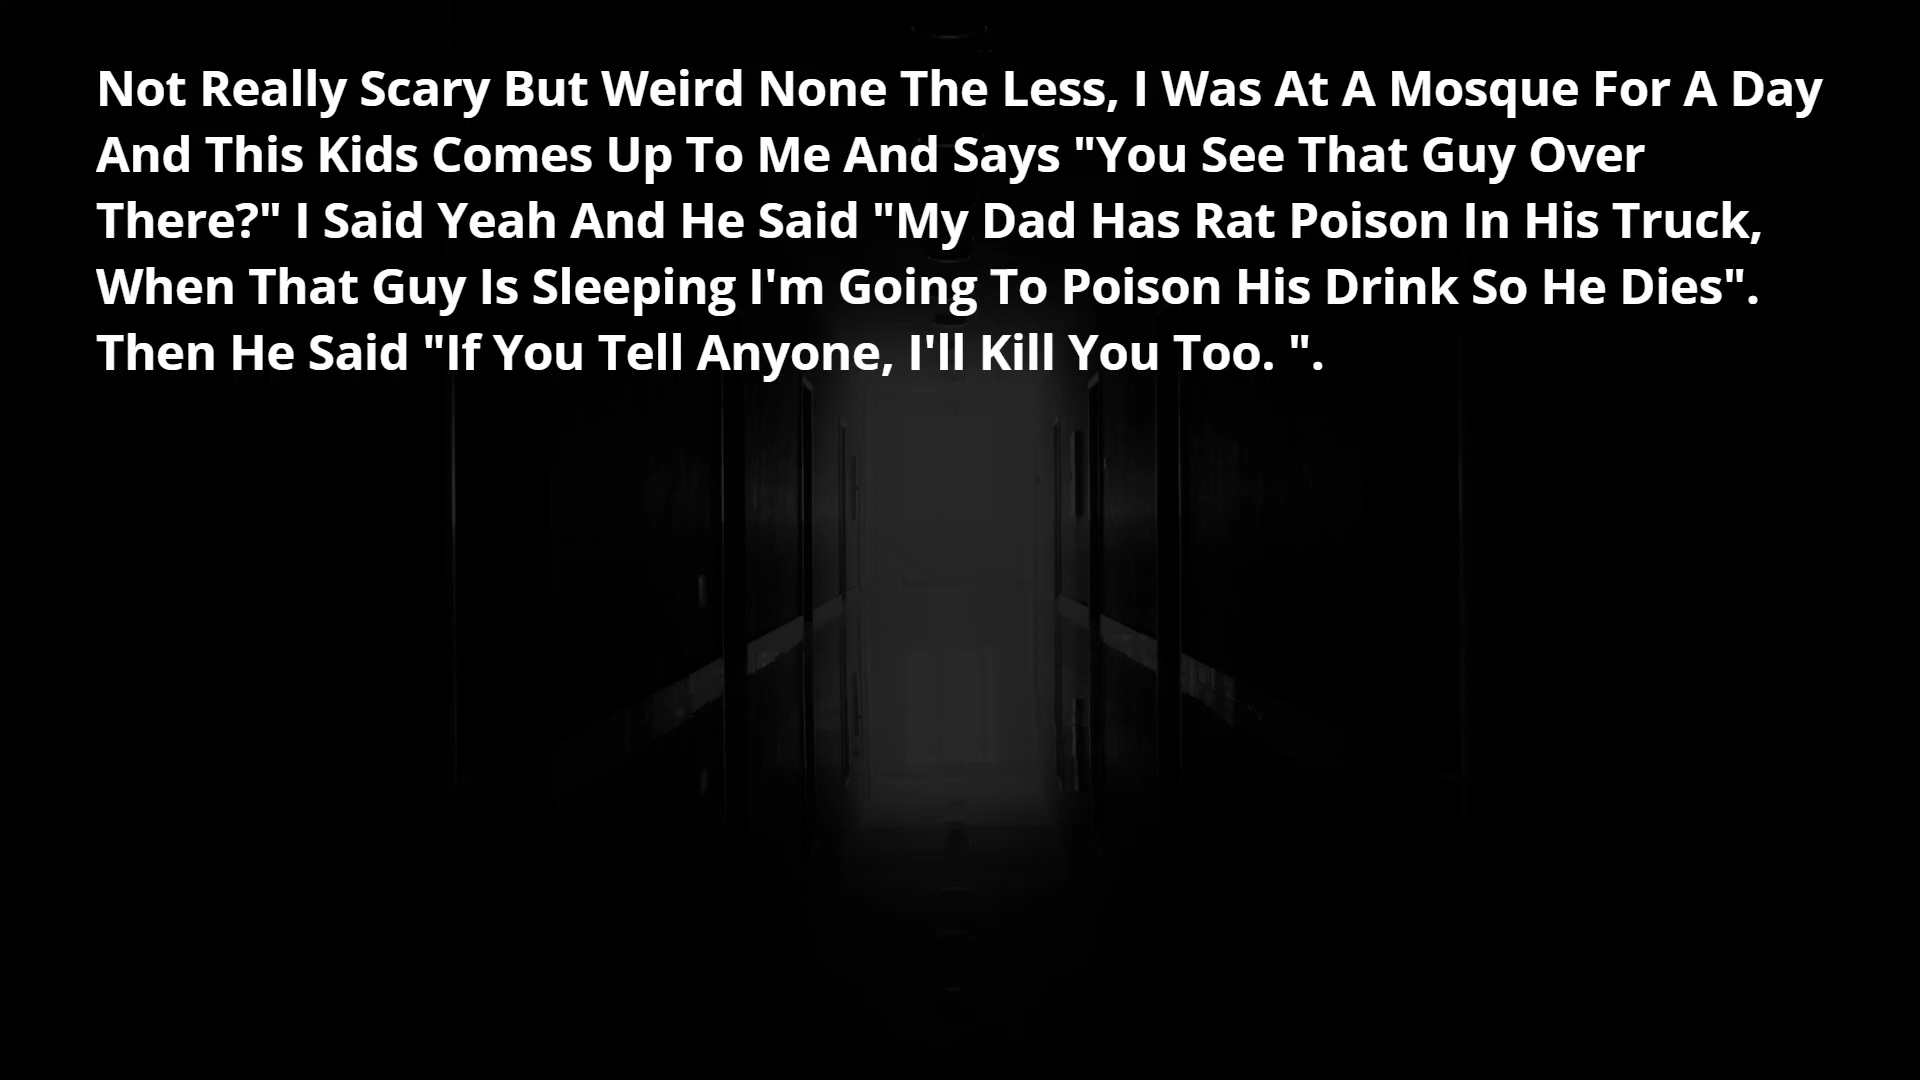 Not Really Scary But Weird None The Less, I Was At A Mosque For A Day
And This Kids Comes Up To Me And Says "You See That Guy Over
There?" I Said Yeah And He Said "My Dad Has Rat Poison In His Truck,
When That Guy Is Sleeping I'm Going To Poison His Drink So He Dies".
Then He Said "If You Tell Anyone, I'll Kill You Too. ".